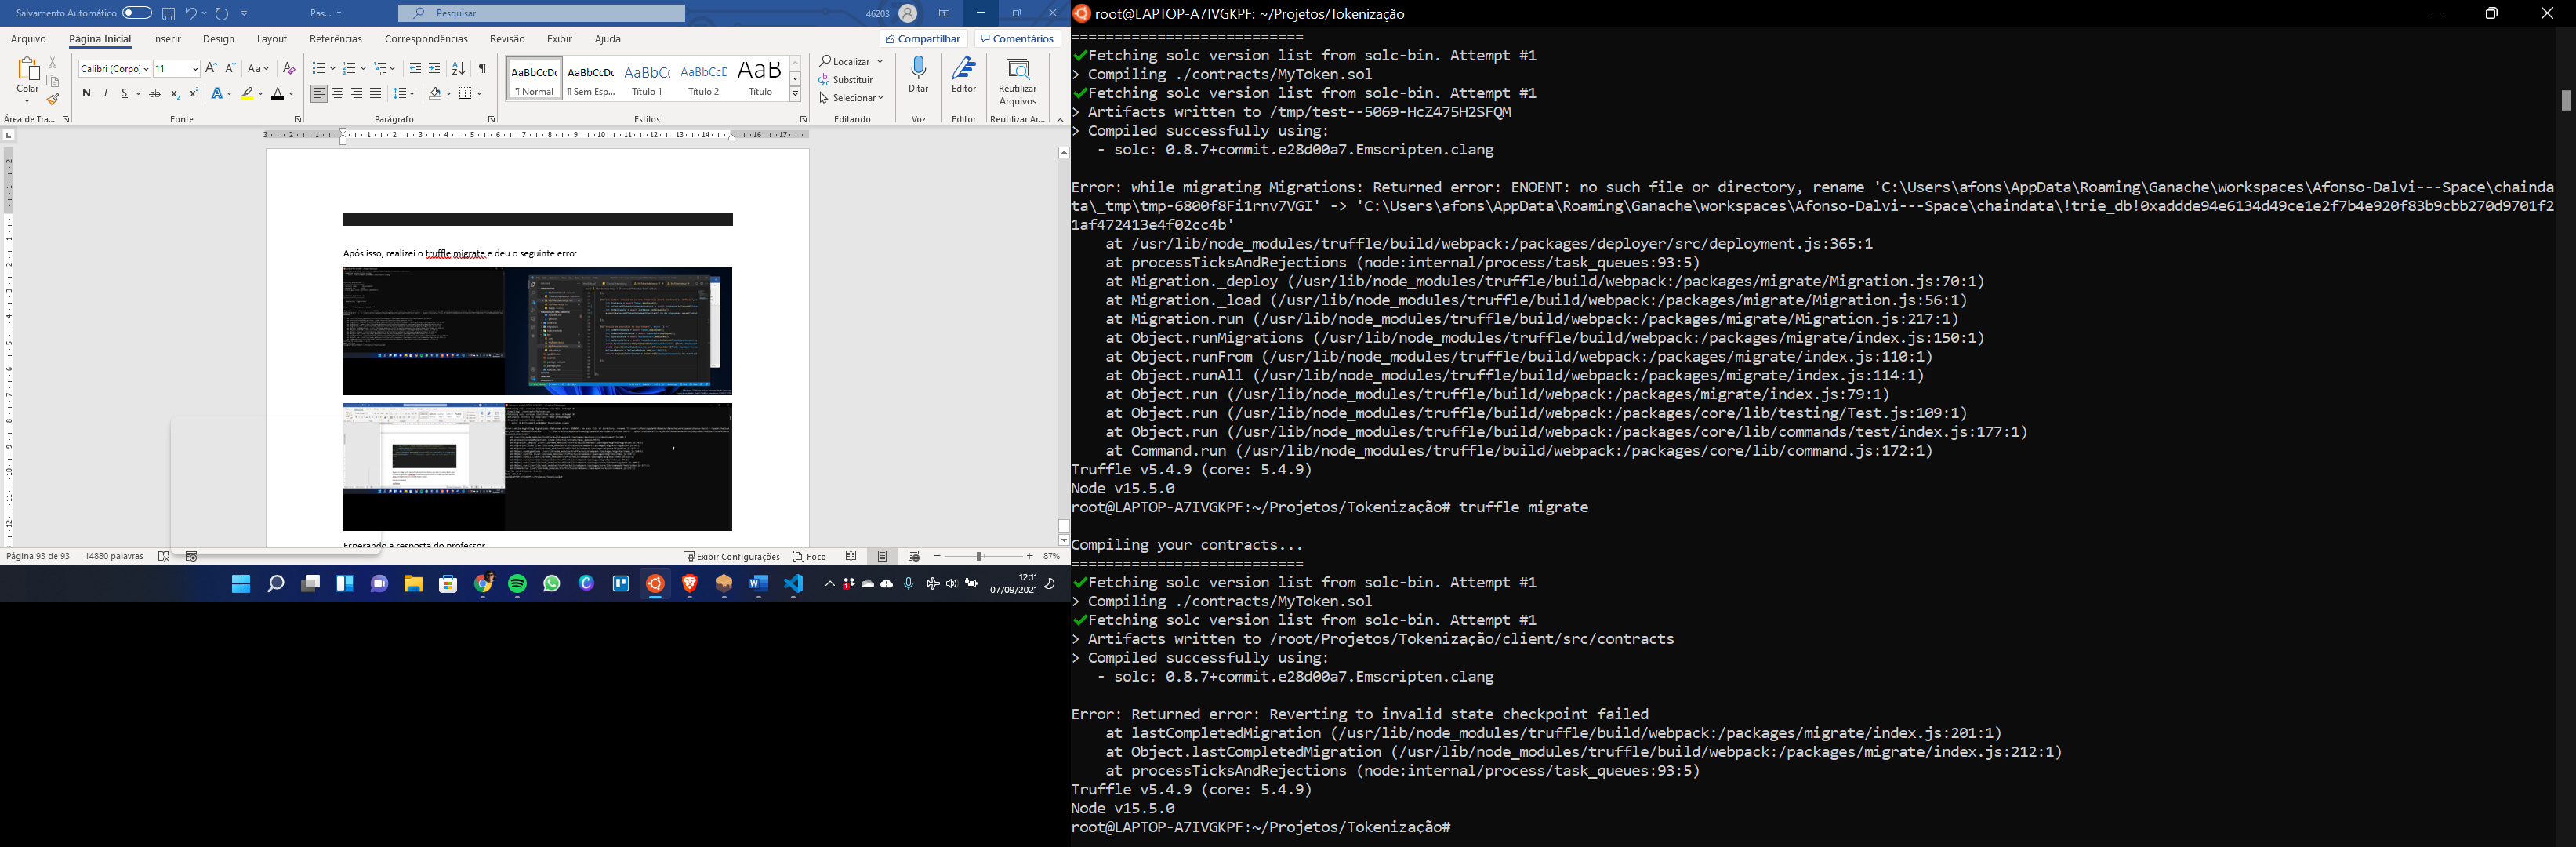 Salvamento Automático
Pas...
Pesquisar
46203
Arquivo
Página Inicial
Inserir
Design
Layout
Referências
Correspondências
Revisão
Exibir
Ajuda
Compartilhar
Comentários
Colar
Calibri (Corpo)
11
Aa
N I S ab x₂ x²
AaBbCcDc
¶ Normal
AaBbCcDc
¶ Sem Esp...
AaBbCc
Título 1
AaBbCcD
Título 2
AaB
Título
Localizar
Substituir
Selecionar
Ditar
Editor
Reutilizar
Arquivos
Área de Tra...
Fonte
Parágrafo
Estilos
Editando
Voz
Editor
Reutilizar Ar...
Após isso, realizei o truffle migrate e deu o seguinte erro:
Esperando a resposta do professor
Página 93 de 93
14880 palavras
Exibir Configurações
Foco
87%
12:11
07/09/2021
root@LAPTOP-A7IVGKPF: ~/Projetos/Tokenização
===========================
✔Fetching solc version list from solc-bin. Attempt #1
> Compiling ./contracts/MyToken.sol
✔Fetching solc version list from solc-bin. Attempt #1
> Artifacts written to /tmp/test--5069-HcZ475H2SFQM
> Compiled successfully using:
- solc: 0.8.7+commit.e28d00a7.Emscripten.clang
Error: while migrating Migrations: Returned error: ENOENT: no such file or directory, rename 'C:\Users\afons\AppData\Roaming\Ganache\workspaces\Afonso-Dalvi---Space\chainda
ta\_tmp\tmp-6800f8Fi1rnv7VGI' -> 'C:\Users\afons\AppData\Roaming\Ganache\workspaces\Afonso-Dalvi---Space\chaindata\!trie_db!0xaddde94e6134d49ce1e2f7b4e920f83b9cbb270d9701f2
1af472413e4f02cc4b'
at /usr/lib/node_modules/truffle/build/webpack:/packages/deployer/src/deployment.js:365:1
at processTicksAndRejections (node:internal/process/task_queues:93:5)
at Migration._deploy (/usr/lib/node_modules/truffle/build/webpack:/packages/migrate/Migration.js:70:1)
at Migration._load (/usr/lib/node_modules/truffle/build/webpack:/packages/migrate/Migration.js:56:1)
at Migration.run (/usr/lib/node_modules/truffle/build/webpack:/packages/migrate/Migration.js:217:1)
at Object.runMigrations (/usr/lib/node_modules/truffle/build/webpack:/packages/migrate/index.js:150:1)
at Object.runFrom (/usr/lib/node_modules/truffle/build/webpack:/packages/migrate/index.js:110:1)
at Object.runAll (/usr/lib/node_modules/truffle/build/webpack:/packages/migrate/index.js:114:1)
at Object.run (/usr/lib/node_modules/truffle/build/webpack:/packages/migrate/index.js:79:1)
at Object.run (/usr/lib/node_modules/truffle/build/webpack:/packages/core/lib/testing/Test.js:109:1)
at Object.run (/usr/lib/node_modules/truffle/build/webpack:/packages/core/lib/commands/test/index.js:177:1)
at Command.run (/usr/lib/node_modules/truffle/build/webpack:/packages/core/lib/command.js:172:1)
Truffle v5.4.9 (core: 5.4.9)
Node v15.5.0
root@LAPTOP-A7IVGKPF:~/Projetos/Tokenização# truffle migrate
Compiling your contracts...
===========================
✔Fetching solc version list from solc-bin. Attempt #1
> Compiling ./contracts/MyToken.sol
✔Fetching solc version list from solc-bin. Attempt #1
> Artifacts written to /root/Projetos/Tokenização/client/src/contracts
> Compiled successfully using:
- solc: 0.8.7+commit.e28d00a7.Emscripten.clang
Error: Returned error: Reverting to invalid state checkpoint failed
at lastCompletedMigration (/usr/lib/node_modules/truffle/build/webpack:/packages/migrate/index.js:201:1)
at Object.lastCompletedMigration (/usr/lib/node_modules/truffle/build/webpack:/packages/migrate/index.js:212:1)
at processTicksAndRejections (node:internal/process/task_queues:93:5)
Truffle v5.4.9 (core: 5.4.9)
Node v15.5.0
root@LAPTOP-A7IVGKPF:~/Projetos/Tokenização#